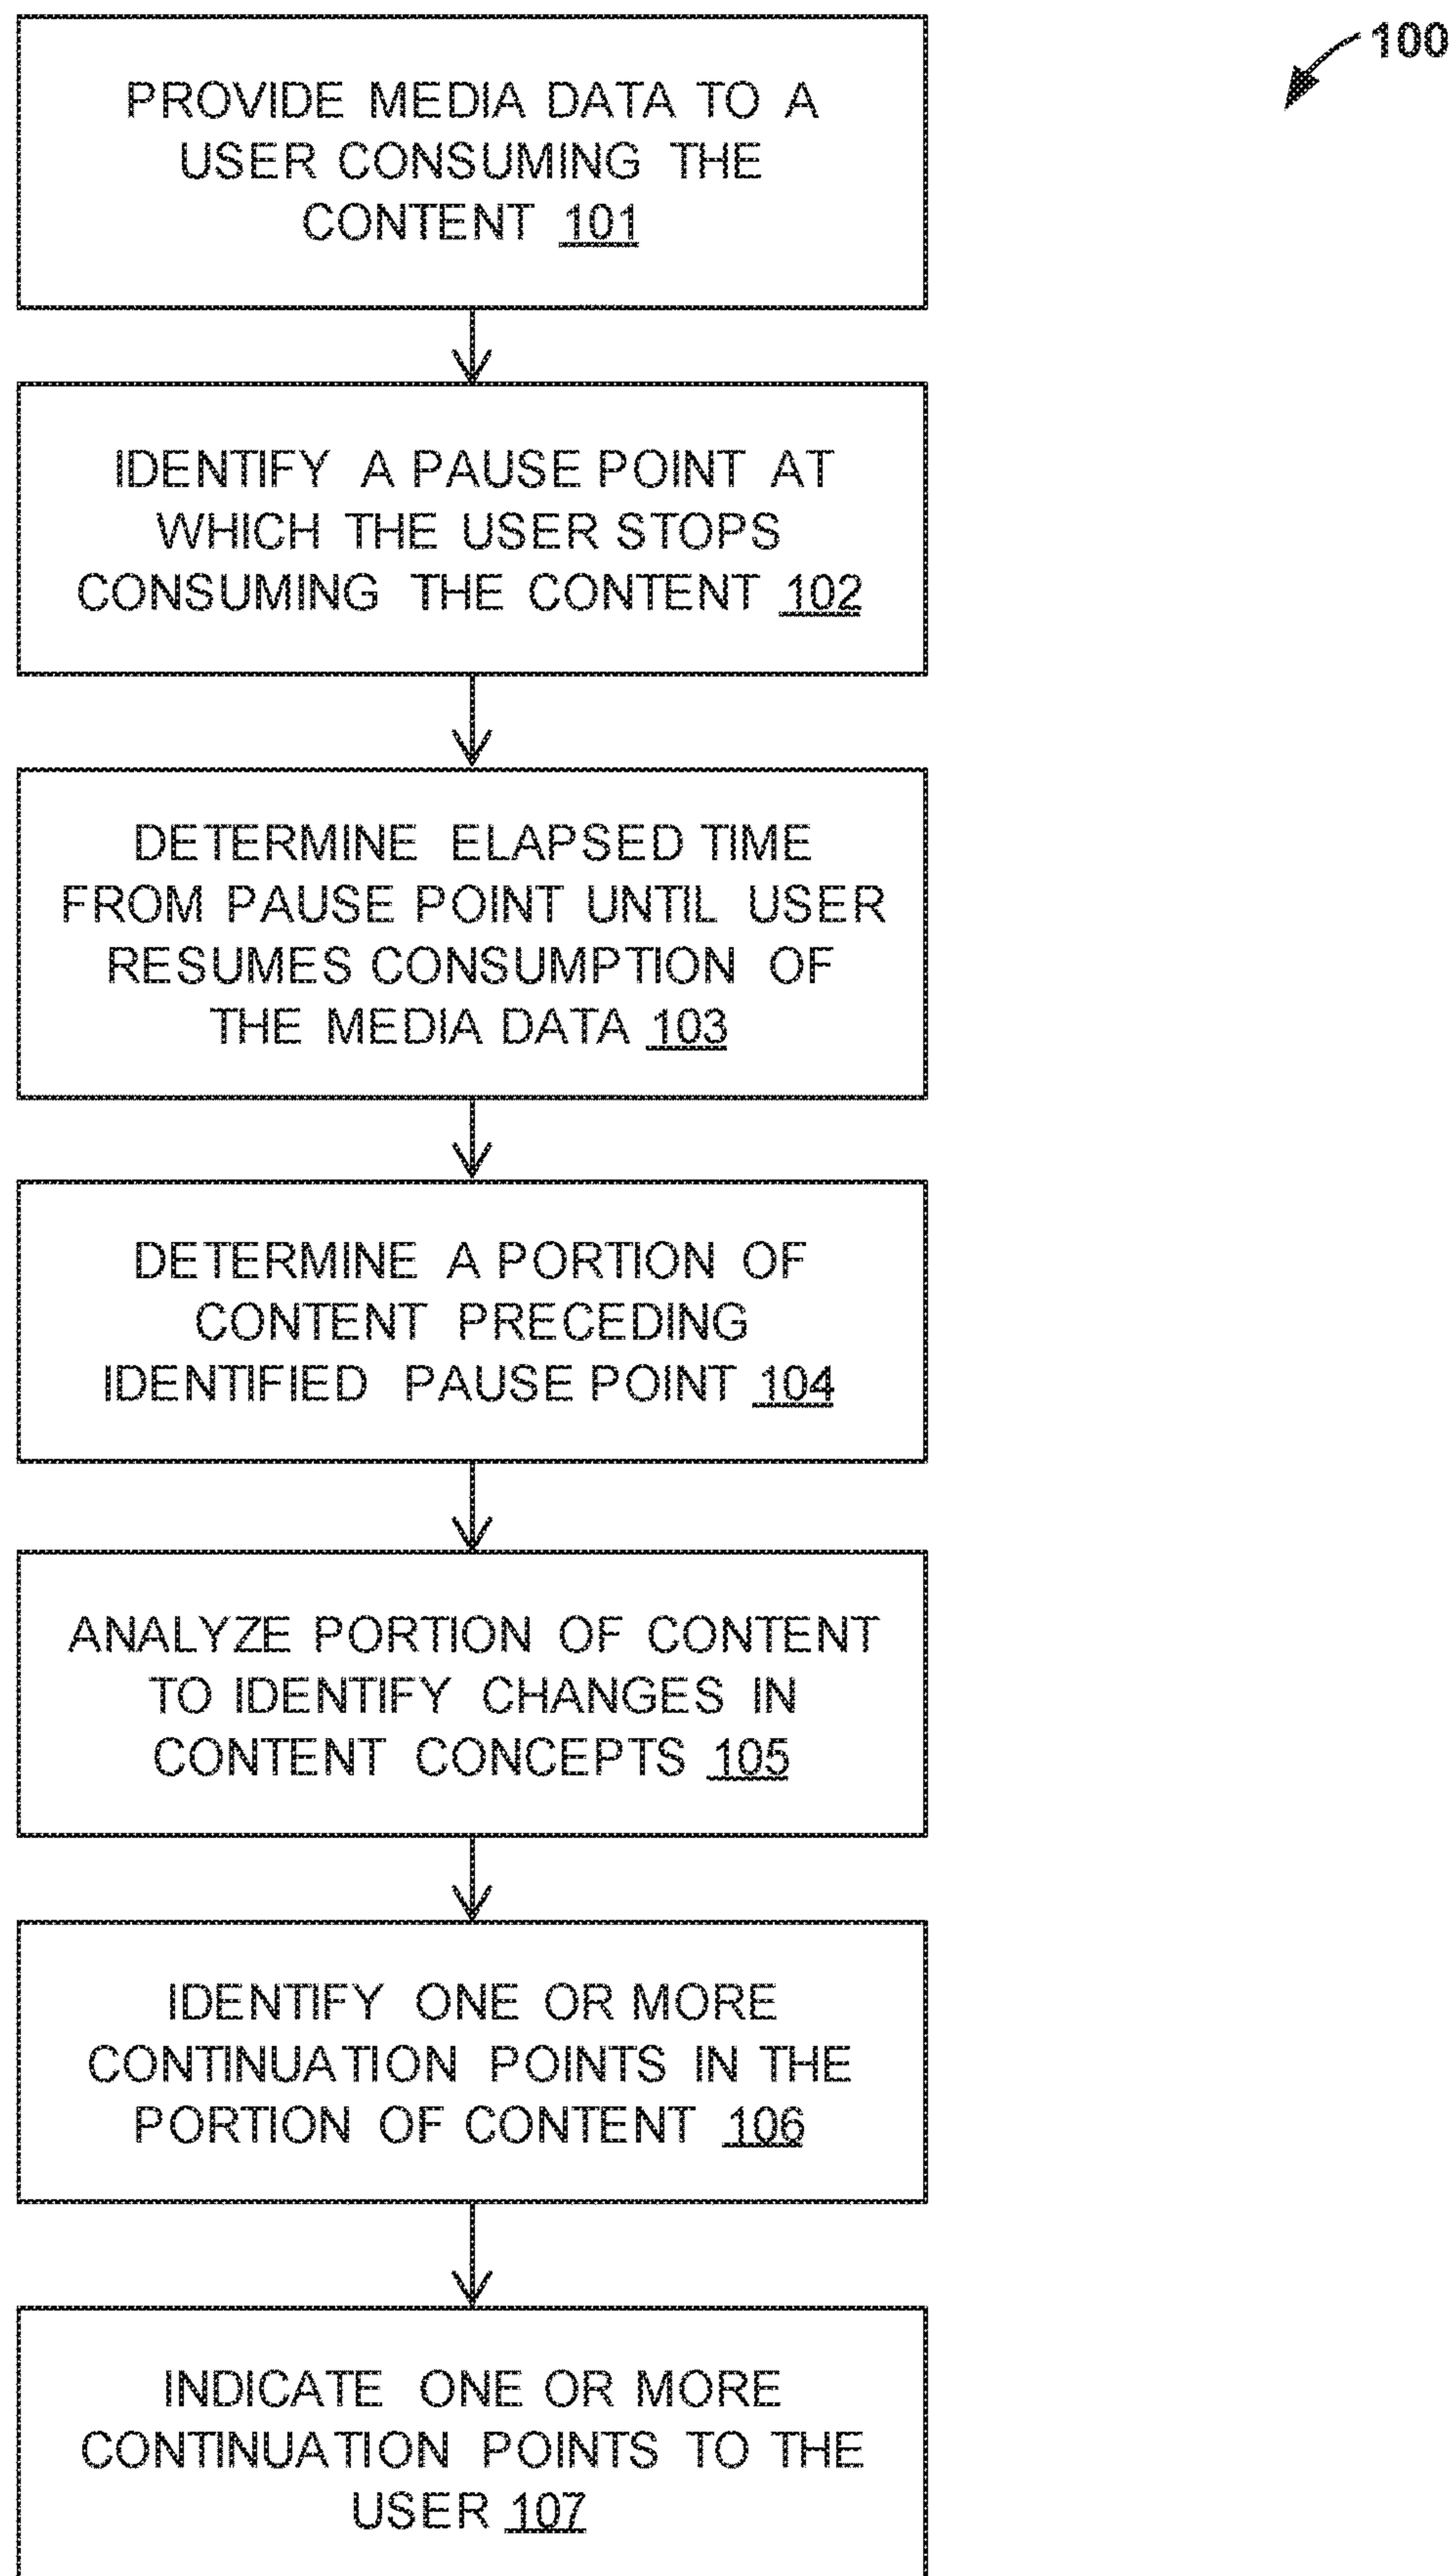 100
PROVIDE MEDIA DATA TO A
USER CONSUMING THE
CONTENT 101
IDENTIFY A PAUSE POINT AT
WHICH THE USER STOPS
CONSUMING THE CONTENT 102
DETERMINE ELAPSED TIME
FROM PAUSE POINT UNTIL USER
RESUMES CONSUMPTION OF
THE MEDIA DATA 103
DETERMINE A PORTION OF
CONTENT PRECEDING
IDENTIFIED PAUSE POINT 104
ANALYZE PORTION OF CONTENT
TO IDENTIFY CHANGES IN
CONTENT CONCEPTS 105
IDENTIFY ONE OR MORE
CONTINUATION POINTS IN THE
PORTION OF CONTENT 106
INDICATE ONE OR MORE
CONTINUATION POINTS TO THE
USER 107